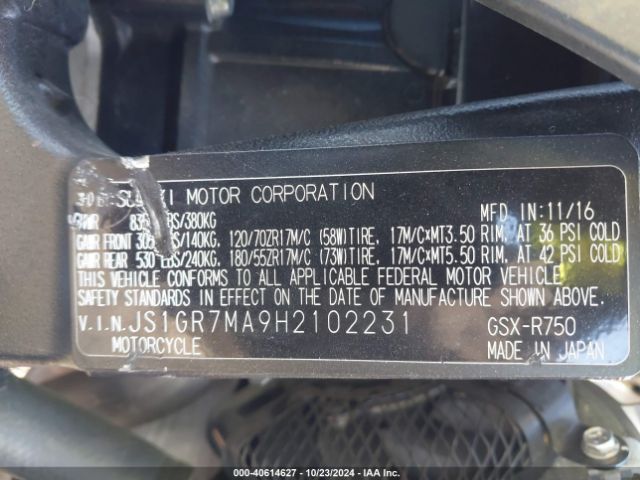 MOTOR CORPORATION
MFD IN:11/16
GAWR FRONT LBS/140KG, 120/70ZR17M/C (58W)TIRE, 17M/C×MT3.50 RIM, AT 36 PSI COLD
GAWR REAR 530 LBS/240KG, 180/55ZR17M/C (73W)TIRE, 17M/C×MT5.50 RIM, AT 42 PSI COLD
THIS VEHICLE CONFORMS TO ALL APPLICABLE FEDERAL MOTOR VEHICLE
SAFETY STANDARDS IN EFFECT ON THE DATE OF MANUFACTURE SHOWN ABOVE.
V.I.N.JS1GR7MA9H2102231 GSX-R750
MOTORCYCLE MADE IN JAPAN
000-40614627 - 10/23/2024 - IAA Inc.